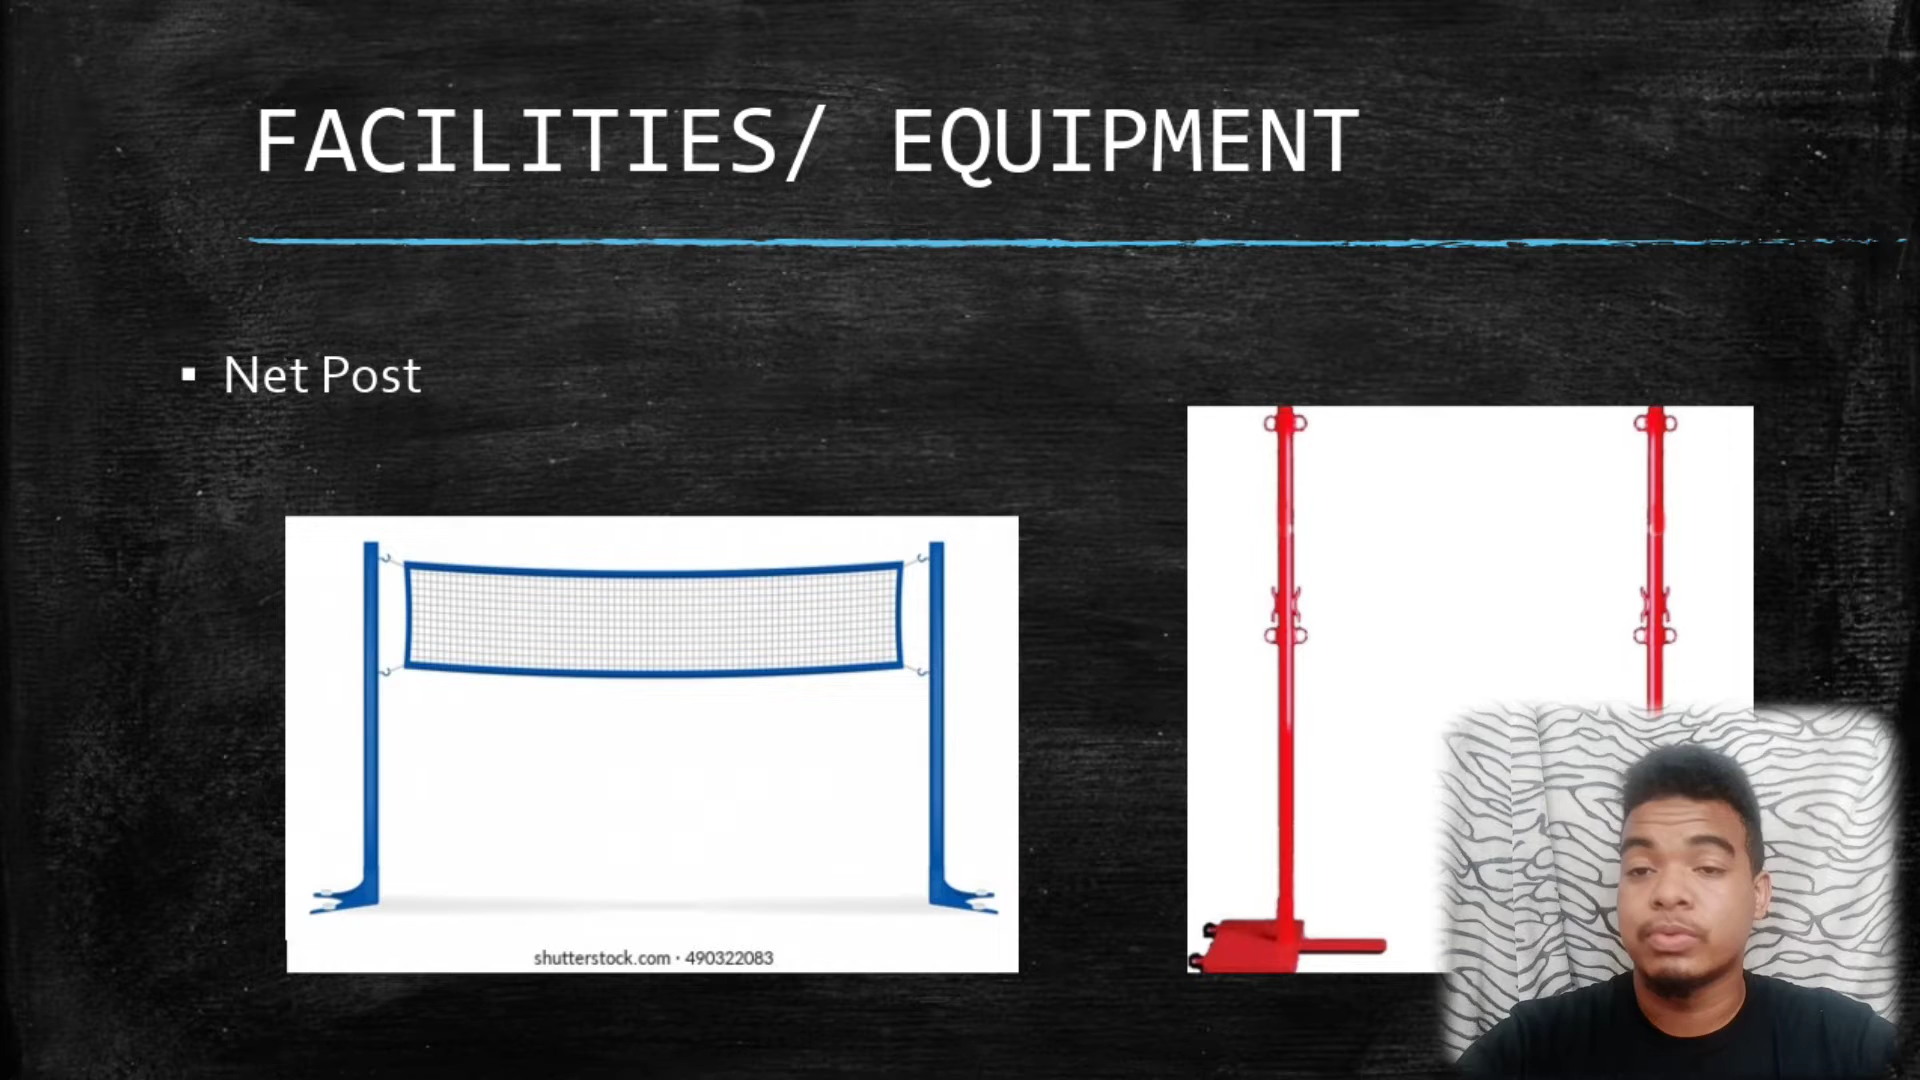 FACILITIES/ EQUIPMENT
▪ Net Post
shutterstock.com · 490322083